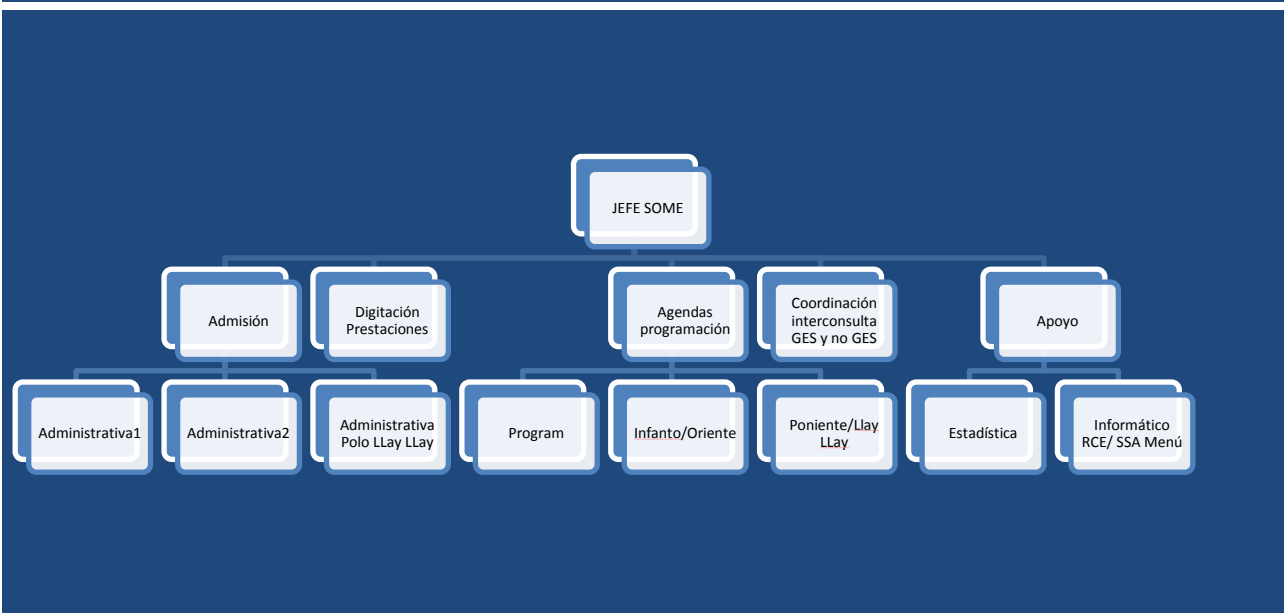 JEFE SOME
Admisión
Digitación
Prestaciones
Agendas
programación
Coordinación
interconsulta
GES y no GES
Apoyo
Administrativa1
Administrativa2
Administrativa
Polo LLay LLay
Program
Infanto/Oriente
Poniente/Llay
LLay
Estadística
Informático
RCE/ SSA Menú